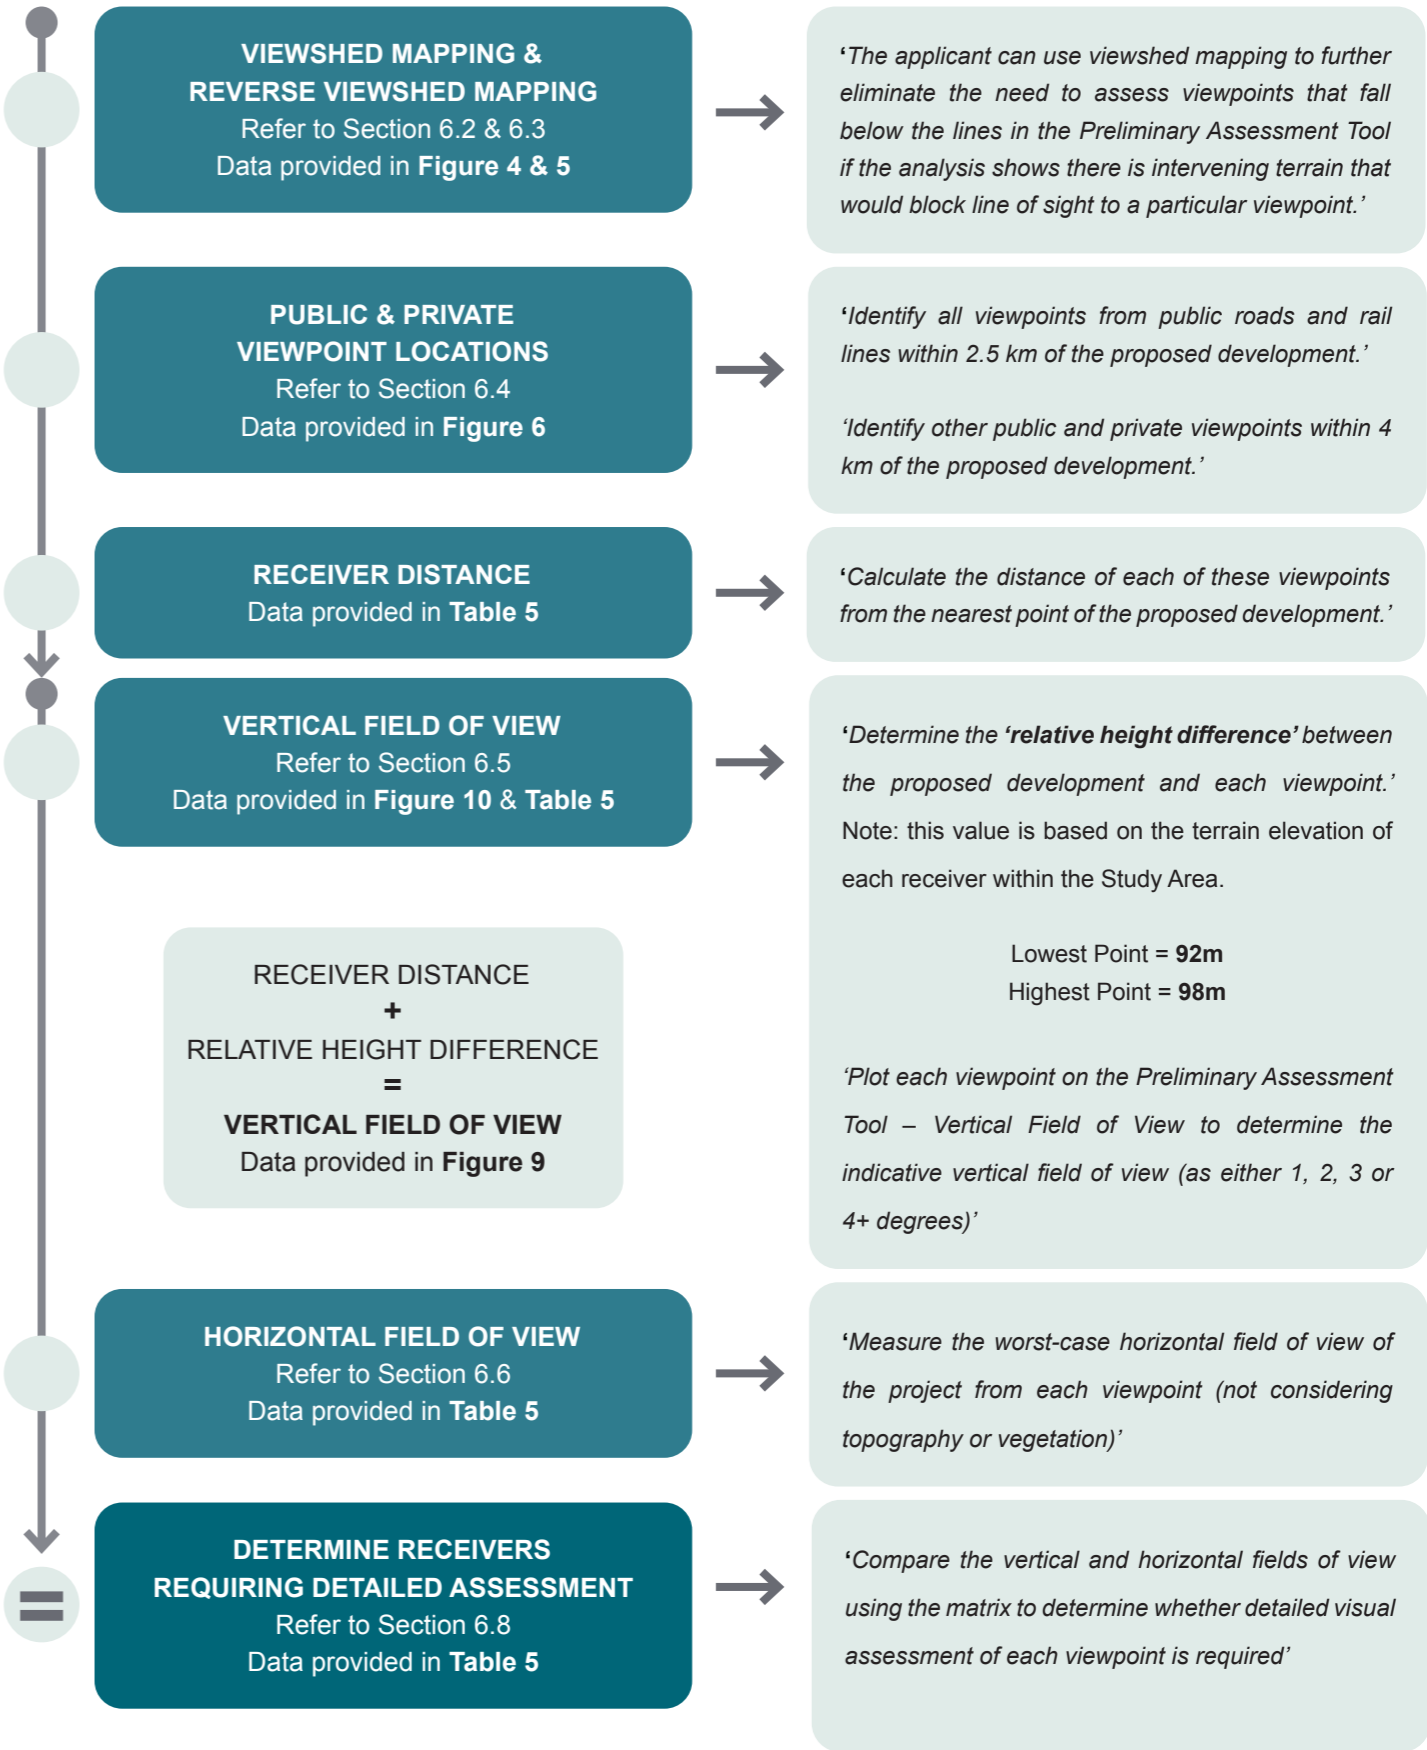 VIEWSHED MAPPING &
REVERSE VIEWSHED MAPPING
Refer to Section 6.2 & 6.3
Data provided in Figure 4 & 5
'The applicant can use viewshed mapping to further
eliminate the need to assess viewpoints that fall
below the lines in the Preliminary Assessment Tool
if the analysis shows there is intervening terrain that
would block line of sight to a particular viewpoint.'
PUBLIC & PRIVATE
VIEWPOINT LOCATIONS
Refer to Section 6.4
Data provided in Figure 6
'Identify all viewpoints from public roads and rail
lines within 2.5 km of the proposed development.'
'Identify other public and private viewpoints within 4
km of the proposed development.'
RECEIVER DISTANCE
Data provided in Table 5
'Calculate the distance of each of these viewpoints
from the nearest point of the proposed development.'
VERTICAL FIELD OF VIEW
Refer to Section 6.5
Data provided in Figure 10 & Table 5
'Determine the 'relative height difference' between
the proposed development and each viewpoint.'
Note: this value is based on the terrain elevation of
each receiver within the Study Area.
Lowest Point = 92m
Highest Point = 98m
'Plot each viewpoint on the Preliminary Assessment
Tool – Vertical Field of View to determine the
indicative vertical field of view (as either 1, 2, 3 or
4+ degrees)'
RECEIVER DISTANCE
+
RELATIVE HEIGHT DIFFERENCE
=
VERTICAL FIELD OF VIEW
Data provided in Figure 9
HORIZONTAL FIELD OF VIEW
Refer to Section 6.6
Data provided in Table 5
'Measure the worst-case horizontal field of view of
the project from each viewpoint (not considering
topography or vegetation)'
=
DETERMINE RECEIVERS
REQUIRING DETAILED ASSESSMENT
Refer to Section 6.8
Data provided in Table 5
'Compare the vertical and horizontal fields of view
using the matrix to determine whether detailed visual
assessment of each viewpoint is required'